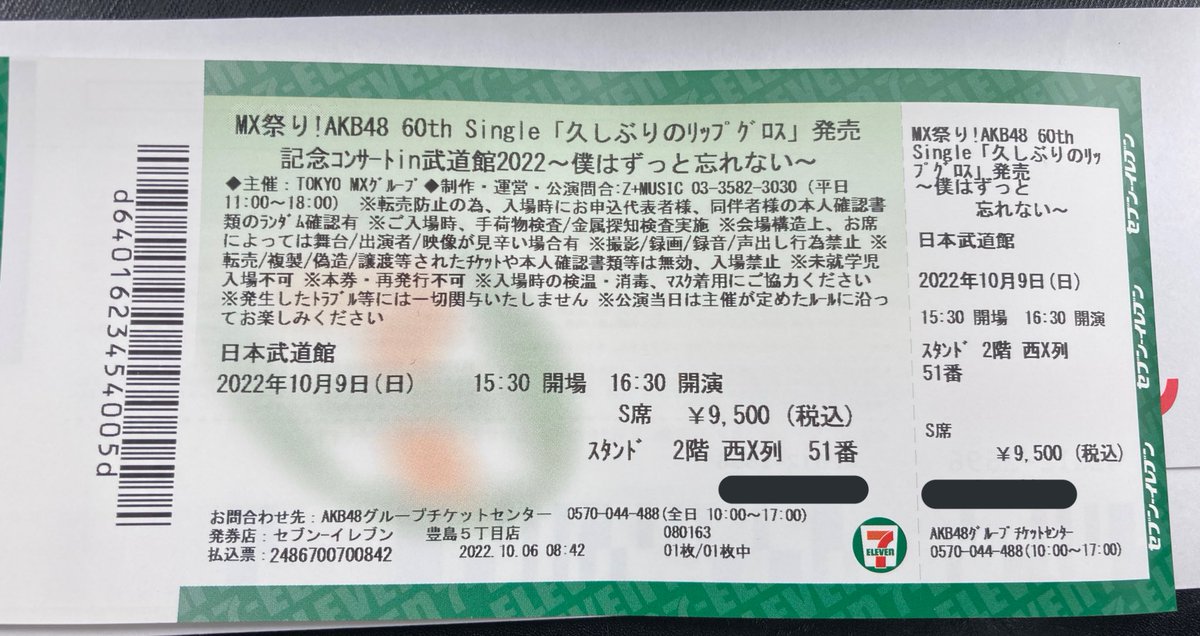 MX祭り!AKB48 60th Single「久しぶりのリップグロス」発売
記念コンサートin武道館2022～僕はずっと忘れない～
◆主催：TOKYO MXグループ◆制作・運営・公演問合:Z+MUSIC 03-3582-3030（平日
11:00～18:00） ※転売防止の為、入場時にお申込代表者様、同伴者様の本人確認書
類のランダム確認有 ※ご入場時、手荷物検査/金属探知検査実施 ※会場構造上、お席
によっては舞台/出演者/映像が見辛い場合有 ※撮影/録画/録音/声出し行為禁止 ※
転売/複製/偽造/譲渡等されたチケットや本人確認書類等は無効、入場禁止 ※未就学児
入場不可 ※本券・再発行不可 ※入場時の検温・消毒、マスク着用にご協力ください
※発生したトラブル等には一切関与いたしません ※公演当日は主催が定めたルールに沿っ
てお楽しみください
日本武道館
2022年10月9日(日) 15:30 開場 16:30 開演
S席 ￥9,500（税込）
スタンド 2階 西X列 51番
お問合わせ先：AKB48グループチケットセンター 0570-044-488(全日 10:00～17:00)
発券店：セブン-イレブン 豊島５丁目店 080163
払込票：2486700700842 2022.10.06 08:42 01枚/01枚中
7
ELEVEN
d6401623454005d
MX祭り!AKB48 60th
Single「久しぶりのリッ
プグロス」発売
～僕はずっと
忘れない～
日本武道館
2022年10月9日(日)
15:30 開場 16:30 開演
スタンド 2階 西X列
51番
S席
￥9,500（税込）
AKB48グループチケットセンター
0570-044-488(10:00～17:00)
セブン-イレブン
セブン-イレブン
セブン-イレブン
7-ELEVEN